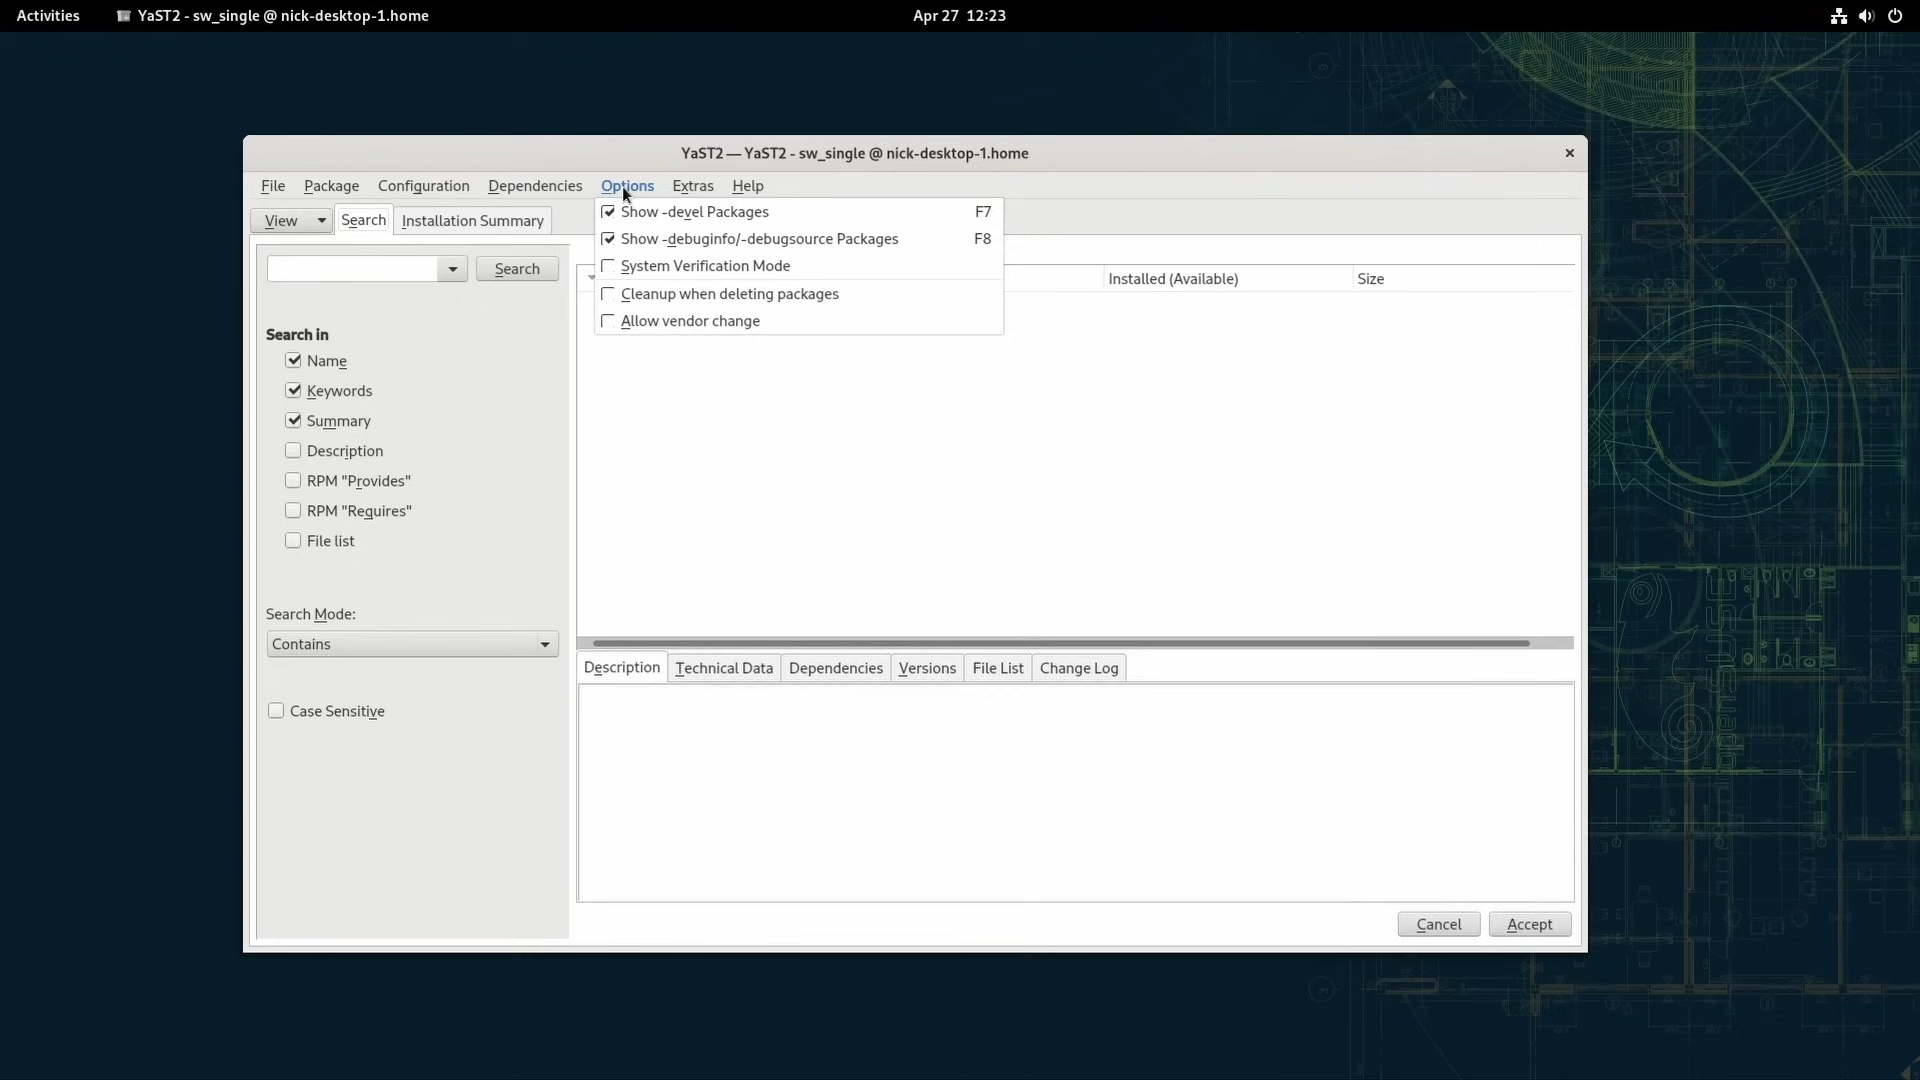 Activities YaST2 - sw_single @ nick-desktop-1.home Apr 27 12:23
YaST2 — YaST2 - sw_single @ nick-desktop-1.home ×
File Package Configuration Dependencies Options Extras Help
View Search Installation Summary
Show -devel Packages F7
Show -debuginfo/-debugsource Packages F8
System Verification Mode
Cleanup when deleting packages
Allow vendor change
Search
Installed (Available) Size
Search in
Name
Keywords
Summary
Description
RPM "Provides"
RPM "Requires"
File list
Search Mode:
Contains
Case Sensitive
Description Technical Data Dependencies Versions File List Change Log
Cancel Accept
openSUSE